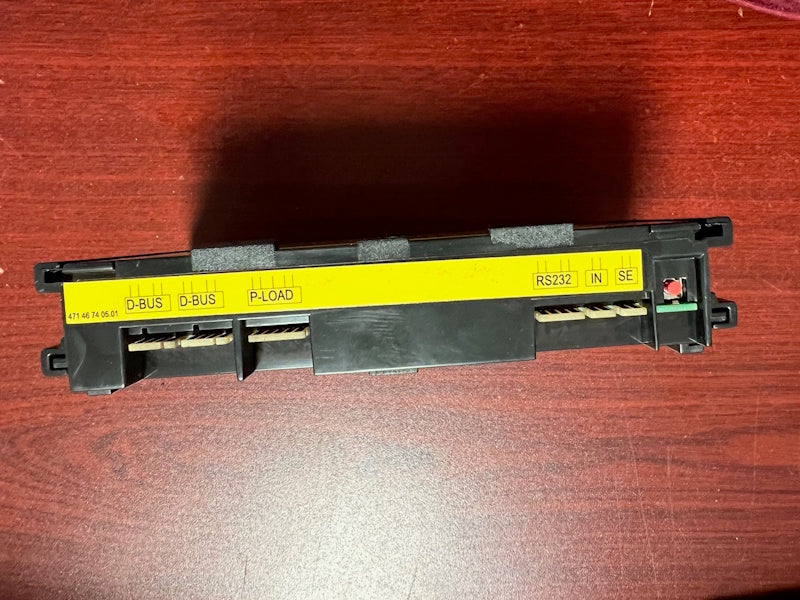 D-BUS D-BUS P-LOAD RS232 IN SE
471 46 74 05.01